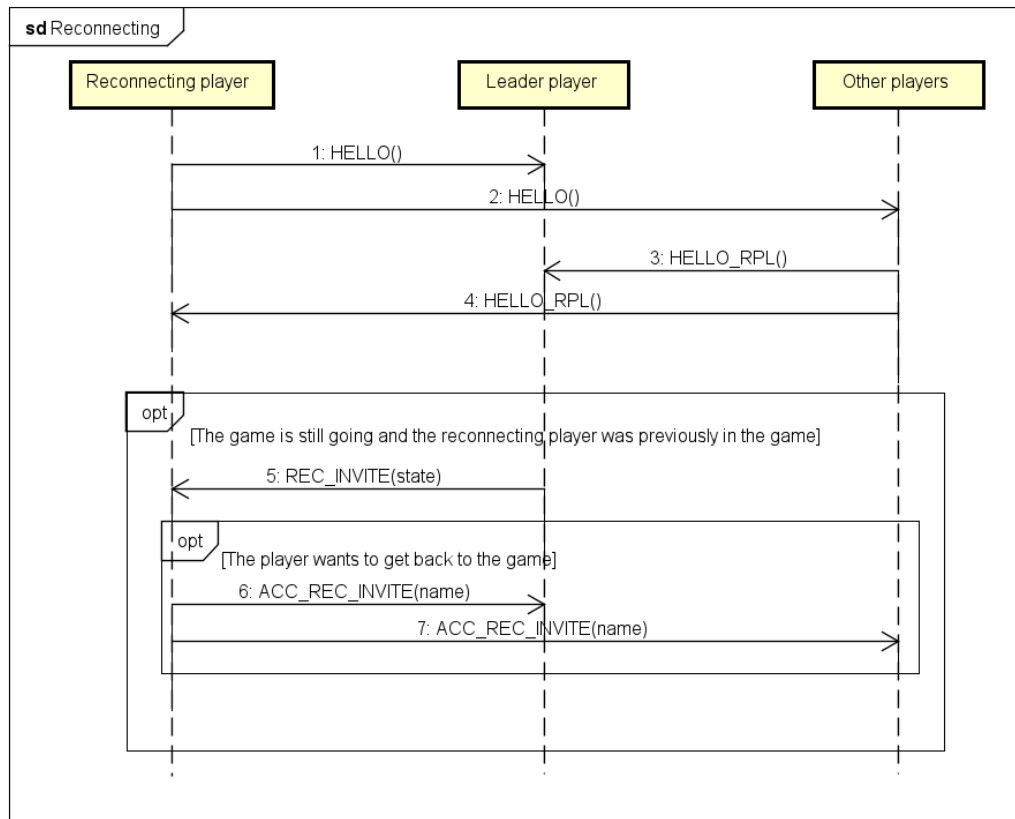 sd Reconnecting
Reconnecting player
Leader player
Other players
1: HELLO()
2: HELLO()
3: HELLO_RPL()
4: HELLO_RPL()
opt
[The game is still going and the reconnecting player was previously in the game]
5: REC_INVITE(state)
opt
[The player wants to get back to the game]
6: ACC_REC_INVITE(name)
7: ACC_REC_INVITE(name)